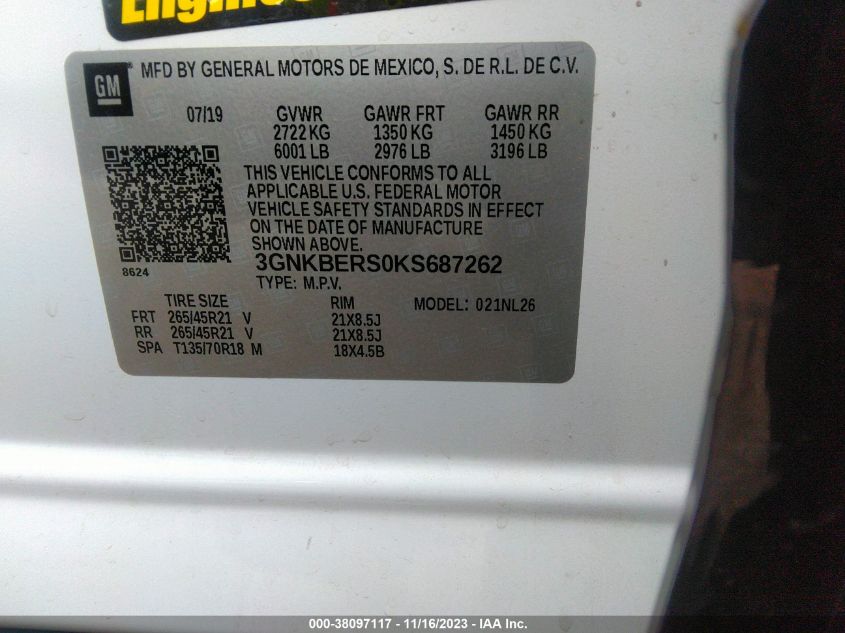 Engine
GM
MFD BY GENERAL MOTORS DE MEXICO, S. DE R.L. DE C.V.
07/19 GVWR GAWR FRT GAWR RR
2722 KG 1350 KG 1450 KG
6001 LB 2976 LB 3196 LB
THIS VEHICLE CONFORMS TO ALL
APPLICABLE U.S. FEDERAL MOTOR
VEHICLE SAFETY STANDARDS IN EFFECT
ON THE DATE OF MANUFACTURE
SHOWN ABOVE.
8624
3GNKBERS0KS687262
TYPE: M.P.V.
TIRE SIZE RIM MODEL: 021NL26
FRT 265/45R21 V 21X8.5J
RR 265/45R21 V 21X8.5J
SPA T135/70R18 M 18X4.5B
000-38097117 - 11/16/2023 - IAA Inc.